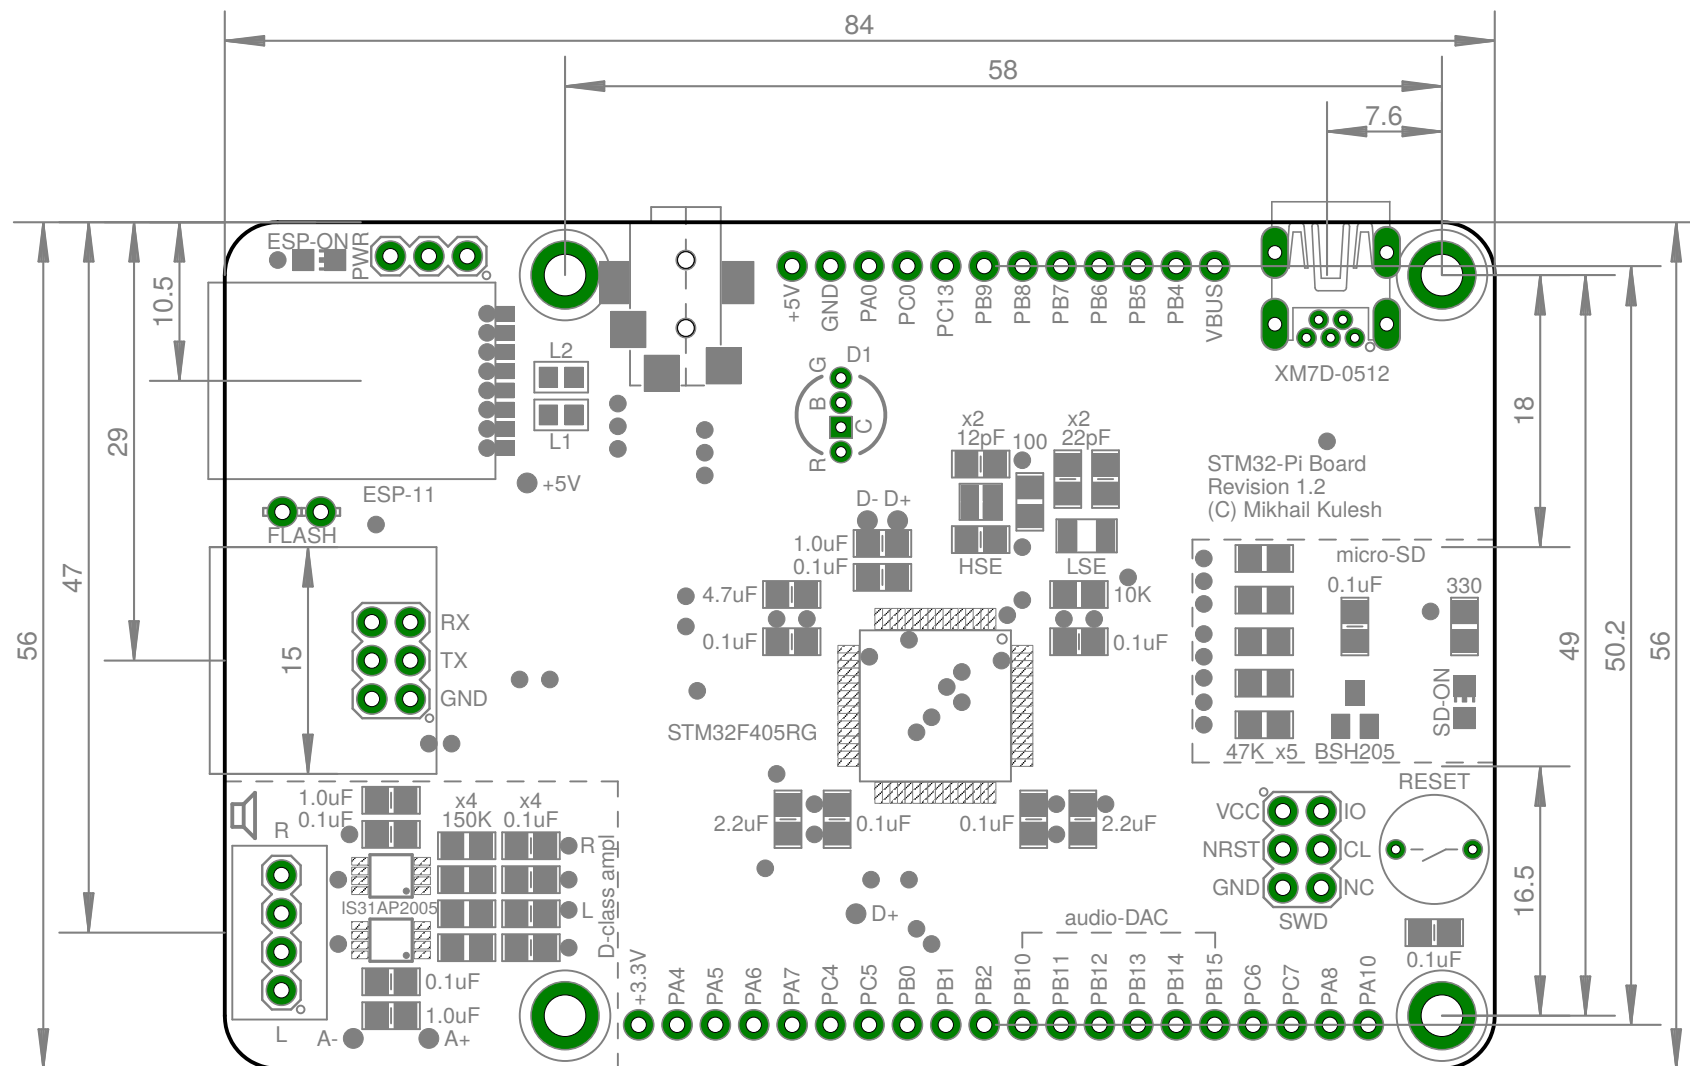 84
58
7.6
ESP-ON
PWR
10.5
+5V
GND
PA0
PC0
PC13
PB9
PB8
PB7
PB6
PB5
PB4
VBUS
XM7D-0512
L2
L1
G
D1
B
C
R
x2
12pF
100
x2
22pF
18
29
ESP-11
+5V
FLASH
STM32-Pi Board
Revision 1.2
(C) Mikhail Kulesh
D-
D+
1.0uF
0.1uF
HSE
LSE
micro-SD
4.7uF
10K
0.1uF
330
47
15
RX
TX
GND
56
0.1uF
0.1uF
49
50.2
56
STM32F405RG
SD-ON
47K
x5
BSH205
RESET
1.0uF
0.1uF
x4
150K
x4
0.1uF
R
R
2.2uF
0.1uF
0.1uF
2.2uF
VCC
IO
NRST
CL
GND
NC
SWD
16.5
IS31AP2005
L
D-class ampl
D+
audio-DAC
0.1uF
0.1uF
1.0uF
L
A-
A+
+3.3V
PA4
PA5
PA6
PA7
PC4
PC5
PB0
PB1
PB2
PB10
PB11
PB12
PB13
PB14
PB15
PC6
PC7
PA8
PA10